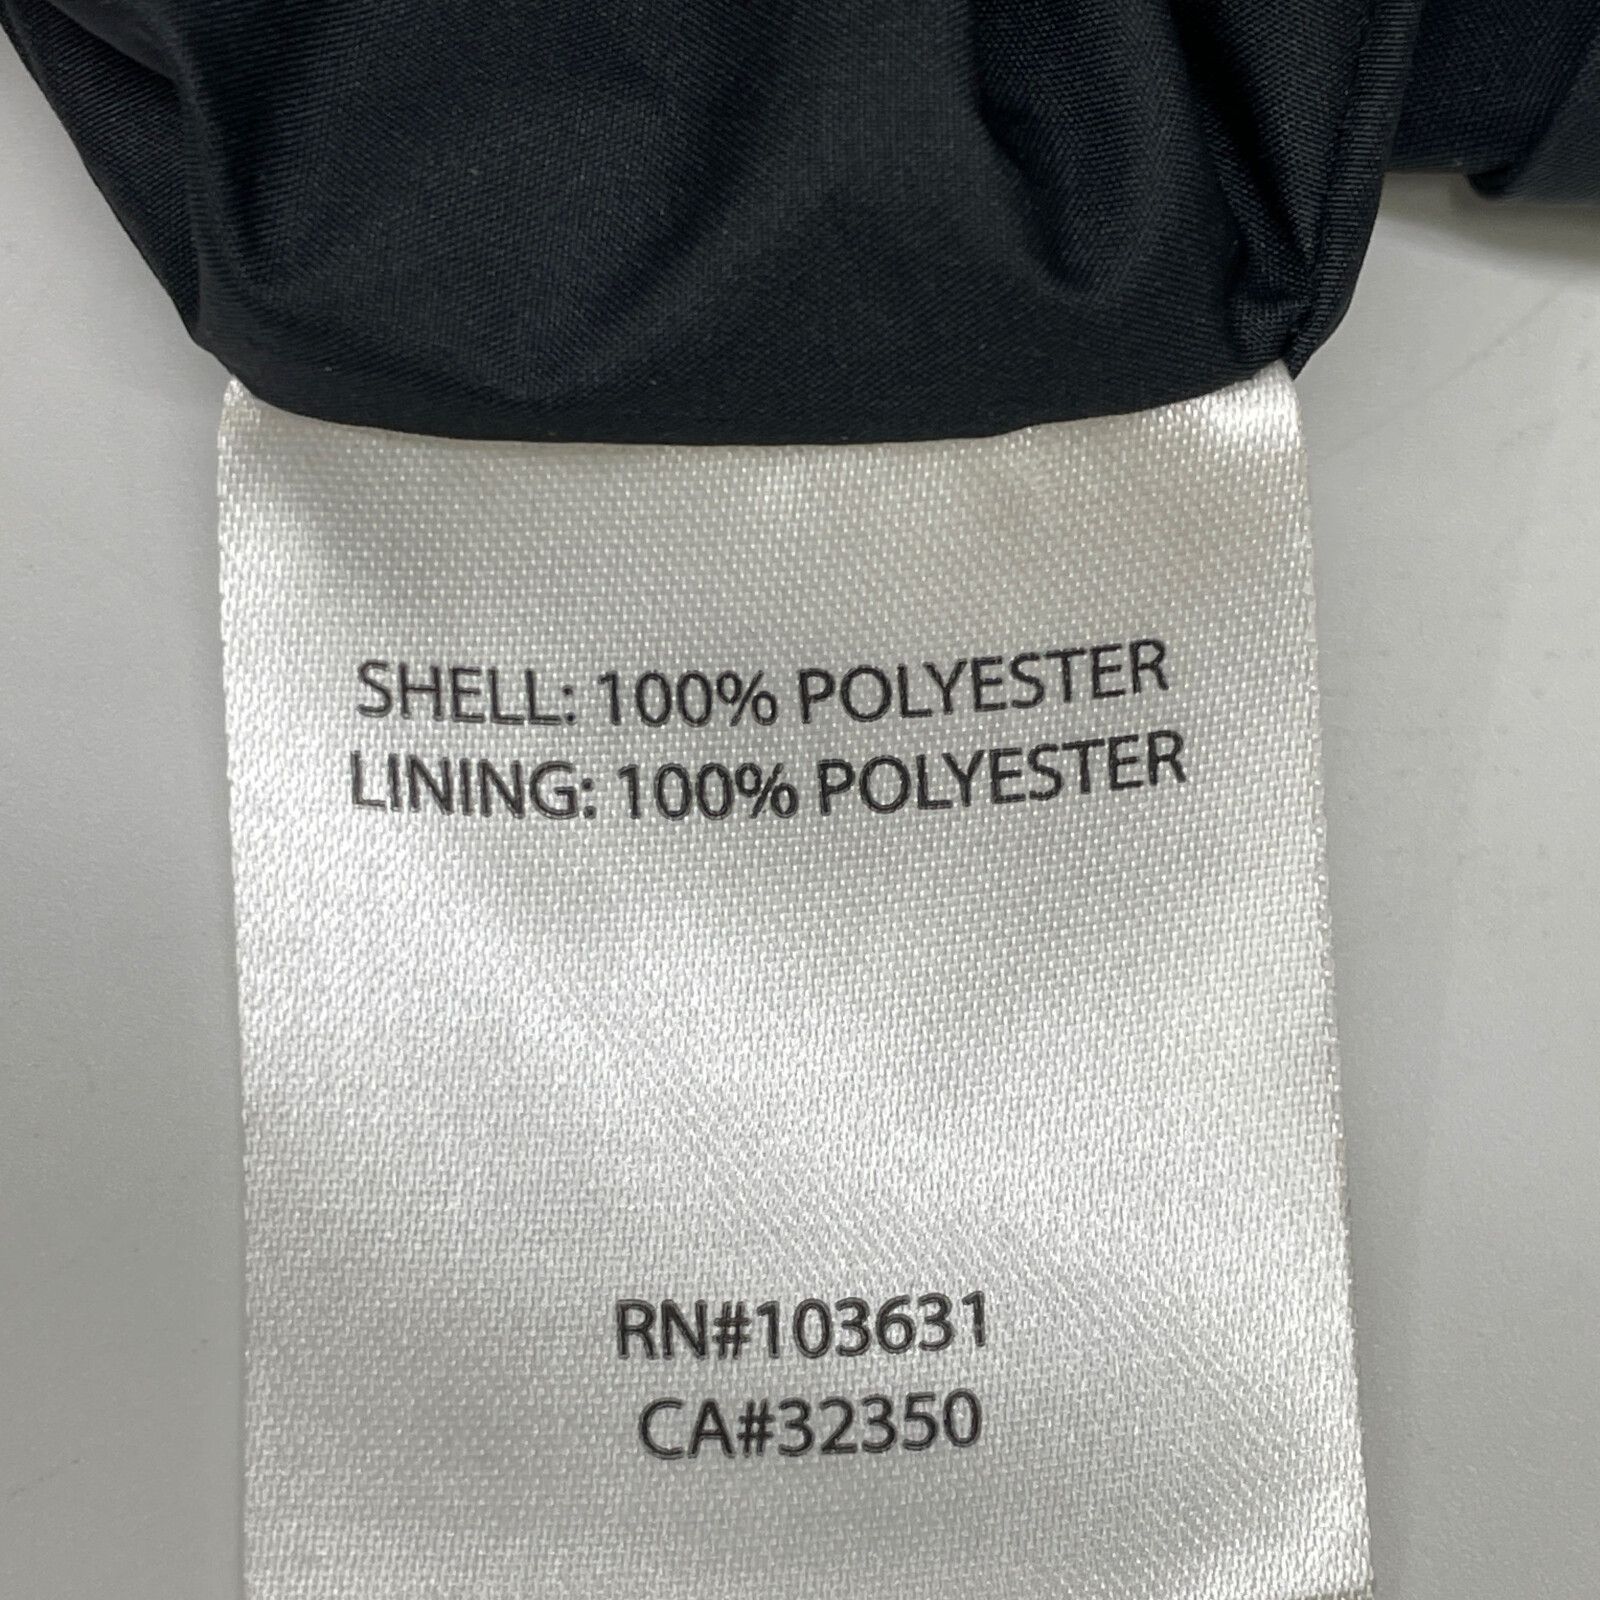 SHELL: 100% POLYESTER
LINING: 100% POLYESTER
RN#103631
CA#32350